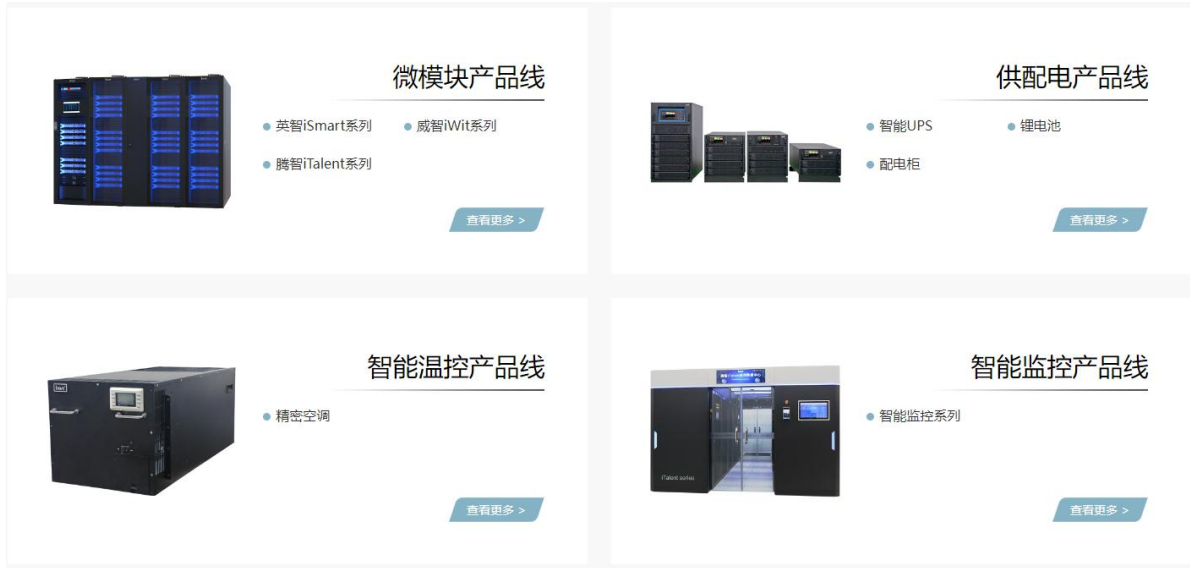 微模块产品线
英智iSmart系列
威智iWit系列
腾智iTalent系列
查看更多 >
供配电产品线
智能UPS
锂电池
配电柜
查看更多 >
智能温控产品线
精密空调
查看更多 >
智能监控产品线
智能监控系列
iTalent series
查看更多 >